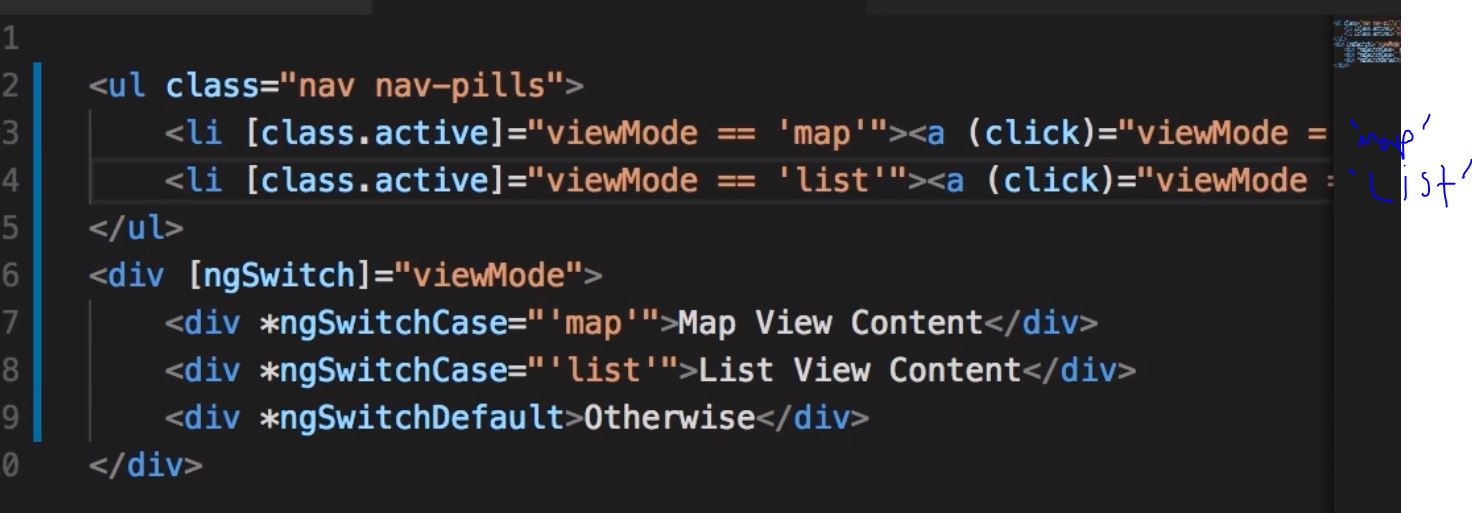 1
2 <ul class="nav nav-pills">
3 <li [class.active]="viewMode == 'map'"><a (click)="viewMode = 'map'
4 <li [class.active]="viewMode == 'list'"><a (click)="viewMode = 'List'
5 </ul>
6 <div [ngSwitch]="viewMode">
7 <div *ngSwitchCase="'map'">Map View Content</div>
8 <div *ngSwitchCase="'list'">List View Content</div>
9 <div *ngSwitchDefault>Otherwise</div>
0 </div>